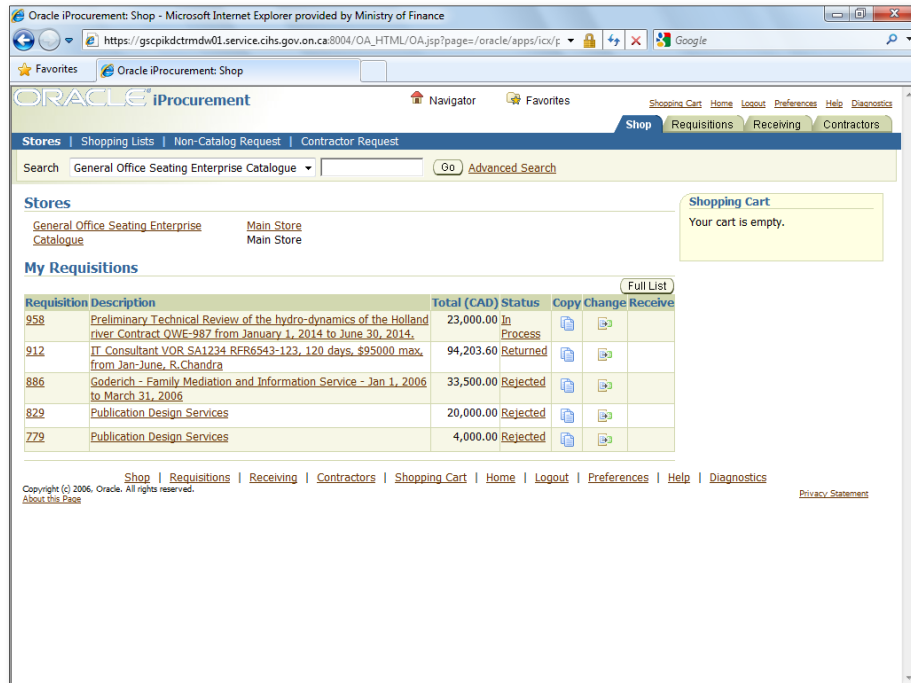 Oracle iProcurement: Shop - Microsoft Internet Explorer provided by Ministry of Finance
https://gscpikdctrmdw01.service.cihs.gov.on.ca:8004/OA_HTML/OA.jsp?page=/oracle/apps/icx/p
Google
Favorites
Oracle iProcurement: Shop
ORACLE iProcurement
Navigator
Favorites
Shopping Cart Home Logout Preferences Help Diagnostics
Shop Requisitions Receiving Contractors
Stores | Shopping Lists | Non-Catalog Request | Contractor Request
Search General Office Seating Enterprise Catalogue Go Advanced Search
Stores
General Office Seating Enterprise
Catalogue
Main Store
Main Store
Shopping Cart
Your cart is empty.
My Requisitions
Full List
Requisition Description Total (CAD) Status Copy Change Receive
958 Preliminary Technical Review of the hydro-dynamics of the Holland 23,000.00 In
river Contract QWE-987 from January 1, 2014 to June 30, 2014. Process
912 IT Consultant VOR SA1234 RFR6543-123, 120 days, $95000 max, 94,203.60 Returned
from Jan-June, R.Chandra
886 Goderich - Family Mediation and Information Service - Jan 1, 2006 33,500.00 Rejected
to March 31, 2006
829 Publication Design Services 20,000.00 Rejected
779 Publication Design Services 4,000.00 Rejected
Shop | Requisitions | Receiving | Contractors | Shopping Cart | Home | Logout | Preferences | Help | Diagnostics
Copyright (c) 2006, Oracle. All rights reserved.
About this Page
Privacy Statement